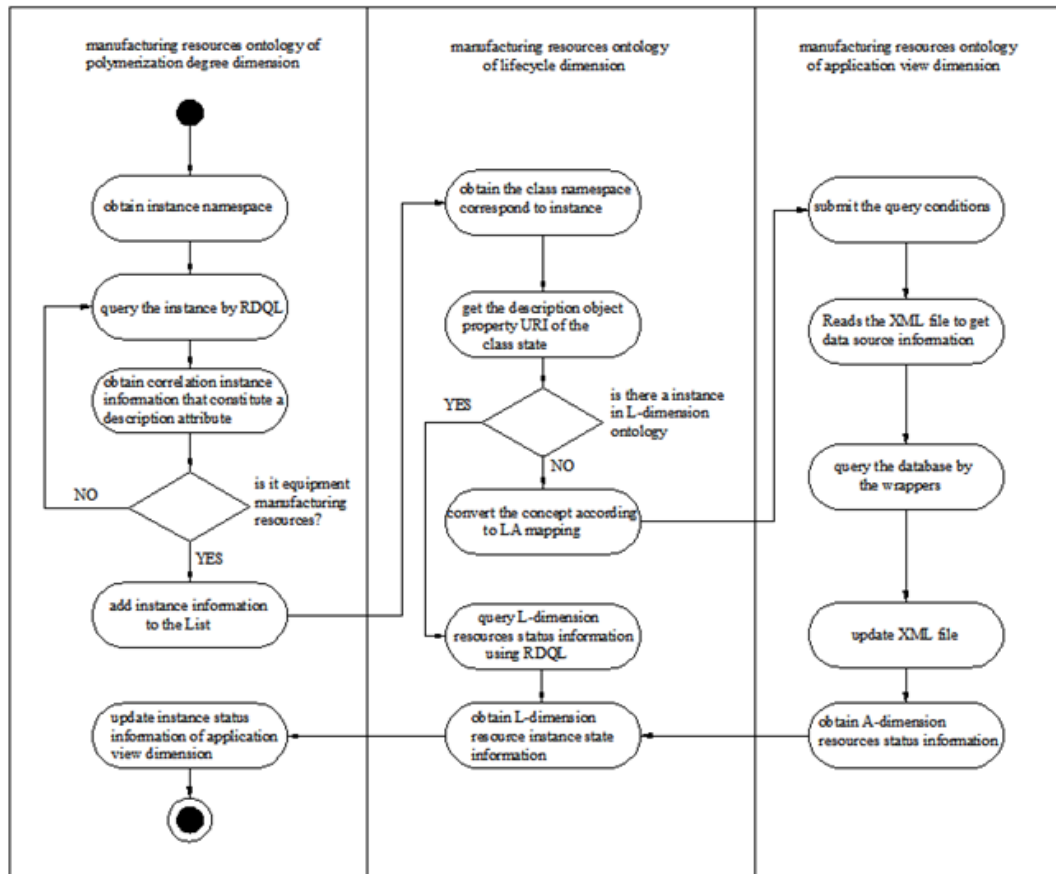 manufacturing resources ontology of
polymerization degree dimension
obtain instance namespace
query the instance by RDQL
obtain correlation instance
information that constitute a
description attribute
NO
is it equipment
manufacturing
resources?
YES
add instance information
to the List
update instance status
information of application
view dimension
manufacturing resources ontology
of lifecycle dimension
obtain the class namespace
correspond to instance
get the description object
property URI of the
class state
YES
is there a instance
in L-dimension
ontology
NO
convert the concept according
to LA mapping
query L-dimension
resources status information
using RDQL
obtain L-dimension
resource instance state
information
manufacturing resources ontology
of application view dimension
submit the query conditions
Reads the XML file to get
data source information
query the database by
the wrappers
update XML file
obtain A-dimension
resources status information